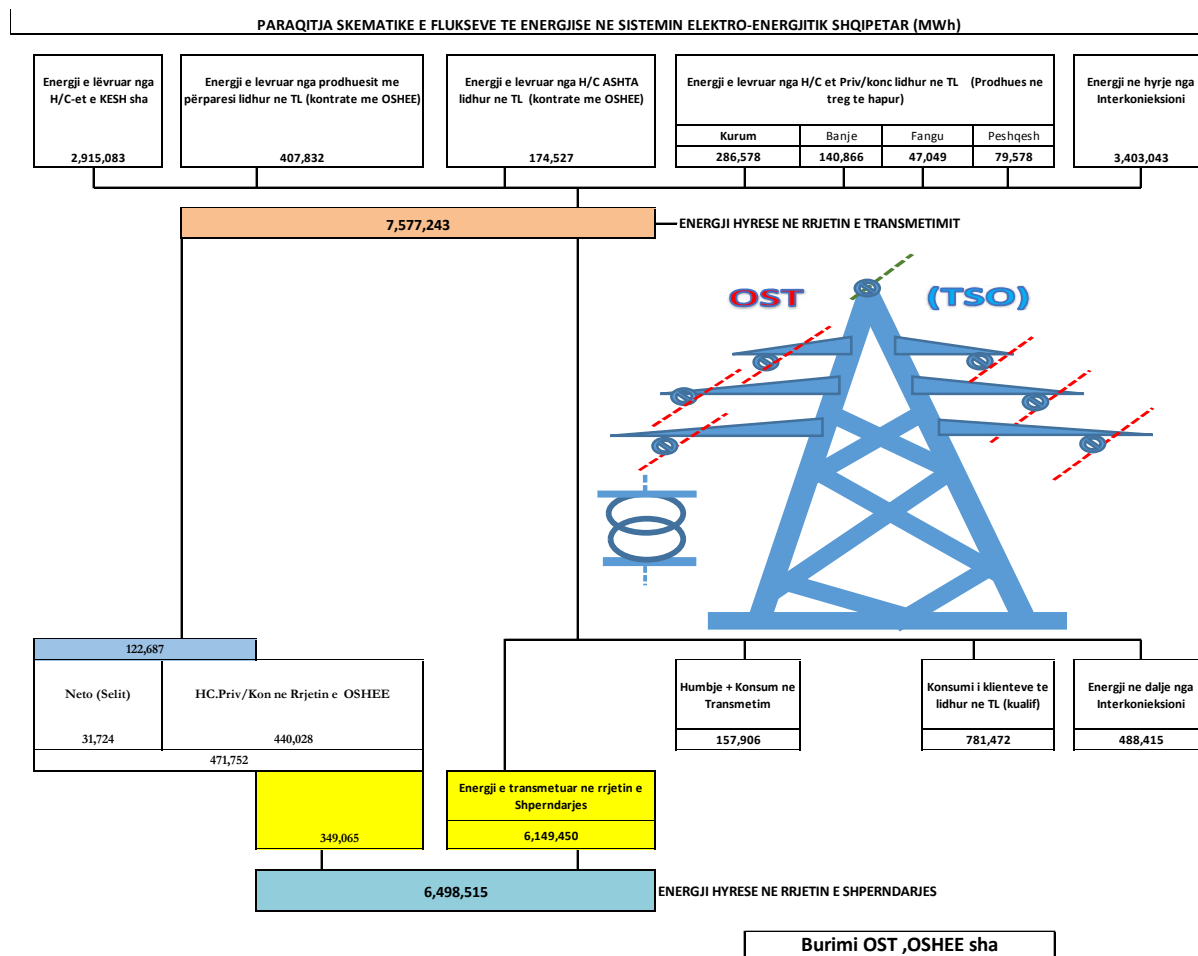 PARAQITJA SKEMATIKE E FLUKSEVE TE ENERGJISE NE SISTEMIN ELEKTRO-ENERGJITIK SHQIPETAR (MWh)
Energji e lëvruar nga
H/C-et e KESH sha
2,915,083
Energji e levruar nga prodhuesit me
përparesi lidhur ne TL (kontrate me OSHEE)
407,832
Energji e levruar nga H/C ASHTA
lidhur ne TL (kontrate me OSHEE)
174,527
Energji e levruar nga H/C et Priv/konc lidhur ne TL (Prodhues ne
treg te hapur)
Kurum Banje Fangu Peshqesh
286,578 140,866 47,049 79,578
Energji ne hyrje nga
Interkonieksioni
3,403,043
7,577,243
ENERGJI HYRESE NE RRJETIN E TRANSMETIMIT
OST (TSO)
122,687
Neto (Selit) HC.Priv/Kon ne Rrjetin e OSHEE
31,724 440,028
471,752
349,065
Energji e transmetuar ne rrjetin e
Shperndarjes
6,149,450
Humbje + Konsum ne
Transmetim
157,906
Konsumi i klienteve te
lidhur ne TL (kualif)
781,472
Energji ne dalje nga
Interkonieksioni
488,415
6,498,515
ENERGJI HYRESE NE RRJETIN E SHPERNDARJES
Burimi OST ,OSHEE sha